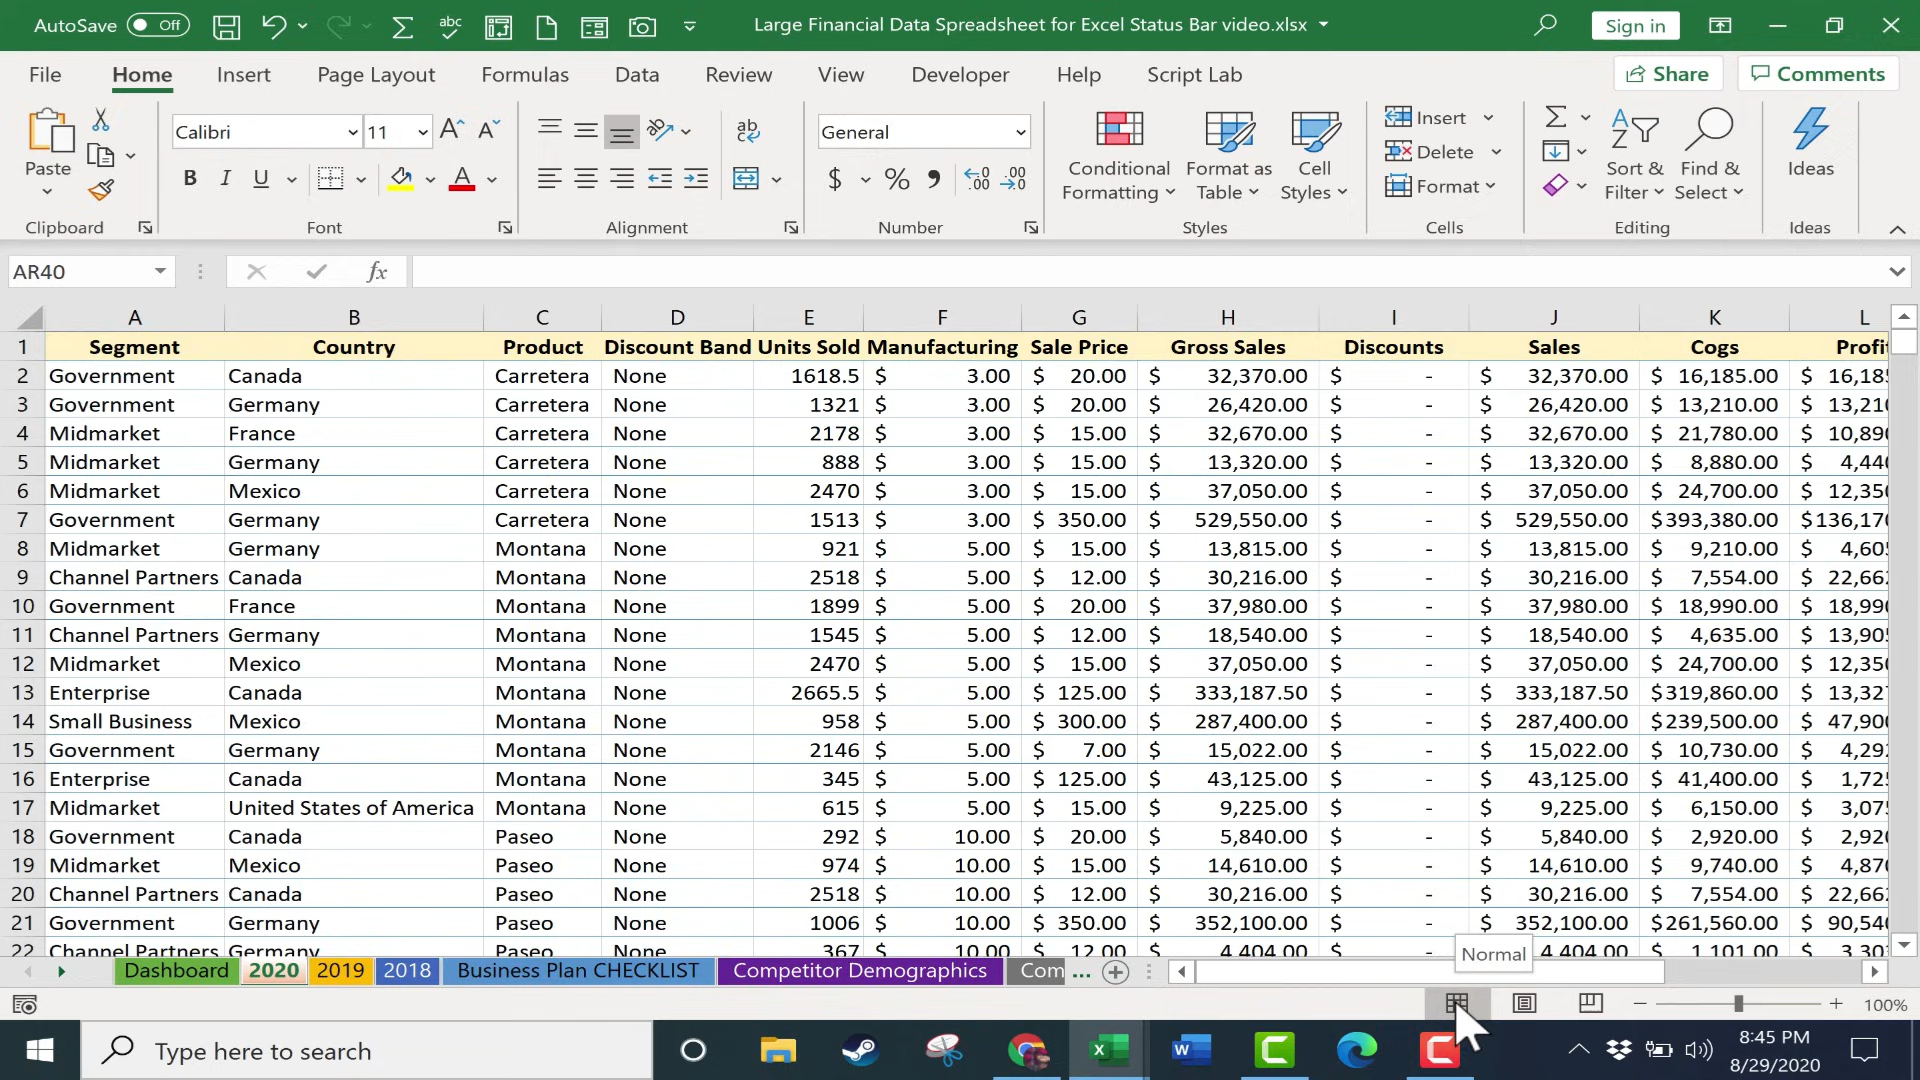 AutoSave Off abc Large Financial Data Spreadsheet for Excel Status Bar video.xlsx Sign in
File Home Insert Page Layout Formulas Data Review View Developer Help Script Lab Share Comments
Paste
Calibri 11
General
Conditional Formatting
Format as Table
Cell Styles
Insert
Delete
Format
Sort & Filter
Find & Select
Ideas
Clipboard Font Alignment Number Styles Cells Editing Ideas
AR40 fx
A B C D E F G H I J K L
1 Segment Country Product Discount Band Units Sold Manufacturing Sale Price Gross Sales Discounts Sales Cogs Profit
2 Government Canada Carretera None 1618.5 $ 3.00 $ 20.00 $ 32,370.00 $ - $ 32,370.00 $ 16,185.00 $ 16,185
3 Government Germany Carretera None 1321 $ 3.00 $ 20.00 $ 26,420.00 $ - $ 26,420.00 $ 13,210.00 $ 13,210
4 Midmarket France Carretera None 2178 $ 3.00 $ 15.00 $ 32,670.00 $ - $ 32,670.00 $ 21,780.00 $ 10,890
5 Midmarket Germany Carretera None 888 $ 3.00 $ 15.00 $ 13,320.00 $ - $ 13,320.00 $ 8,880.00 $ 4,440
6 Midmarket Mexico Carretera None 2470 $ 3.00 $ 15.00 $ 37,050.00 $ - $ 37,050.00 $ 24,700.00 $ 12,350
7 Government Germany Carretera None 1513 $ 3.00 $ 350.00 $ 529,550.00 $ - $ 529,550.00 $393,380.00 $136,170
8 Midmarket Germany Montana None 921 $ 5.00 $ 15.00 $ 13,815.00 $ - $ 13,815.00 $ 9,210.00 $ 4,605
9 Channel Partners Canada Montana None 2518 $ 5.00 $ 12.00 $ 30,216.00 $ - $ 30,216.00 $ 7,554.00 $ 22,662
10 Government France Montana None 1899 $ 5.00 $ 20.00 $ 37,980.00 $ - $ 37,980.00 $ 18,990.00 $ 18,990
11 Channel Partners Germany Montana None 1545 $ 5.00 $ 12.00 $ 18,540.00 $ - $ 18,540.00 $ 4,635.00 $ 13,905
12 Midmarket Mexico Montana None 2470 $ 5.00 $ 15.00 $ 37,050.00 $ - $ 37,050.00 $ 24,700.00 $ 12,350
13 Enterprise Canada Montana None 2665.5 $ 5.00 $ 125.00 $ 333,187.50 $ - $ 333,187.50 $319,860.00 $ 13,327
14 Small Business Mexico Montana None 958 $ 5.00 $ 300.00 $ 287,400.00 $ - $ 287,400.00 $239,500.00 $ 47,900
15 Government Germany Montana None 2146 $ 5.00 $ 7.00 $ 15,022.00 $ - $ 15,022.00 $ 10,730.00 $ 4,292
16 Enterprise Canada Montana None 345 $ 5.00 $ 125.00 $ 43,125.00 $ - $ 43,125.00 $ 41,400.00 $ 1,725
17 Midmarket United States of America Montana None 615 $ 5.00 $ 15.00 $ 9,225.00 $ - $ 9,225.00 $ 6,150.00 $ 3,075
18 Government Canada Paseo None 292 $ 10.00 $ 20.00 $ 5,840.00 $ - $ 5,840.00 $ 2,920.00 $ 2,920
19 Midmarket Mexico Paseo None 974 $ 10.00 $ 15.00 $ 14,610.00 $ - $ 14,610.00 $ 9,740.00 $ 4,870
20 Channel Partners Canada Paseo None 2518 $ 10.00 $ 12.00 $ 30,216.00 $ - $ 30,216.00 $ 7,554.00 $ 22,662
21 Government Germany Paseo None 1006 $ 10.00 $ 350.00 $ 352,100.00 $ - $ 352,100.00 $261,560.00 $ 90,540
22 Channel Partners Germany Paseo None 367 $ 10.00 $ 12.00 $ 4,404.00 $ - $ 4,404.00 $ 1,101.00 $ 3,303
Normal
Dashboard 2020 2019 2018 Business Plan CHECKLIST Competitor Demographics Com ...
100%
Type here to search
8:45 PM
8/29/2020